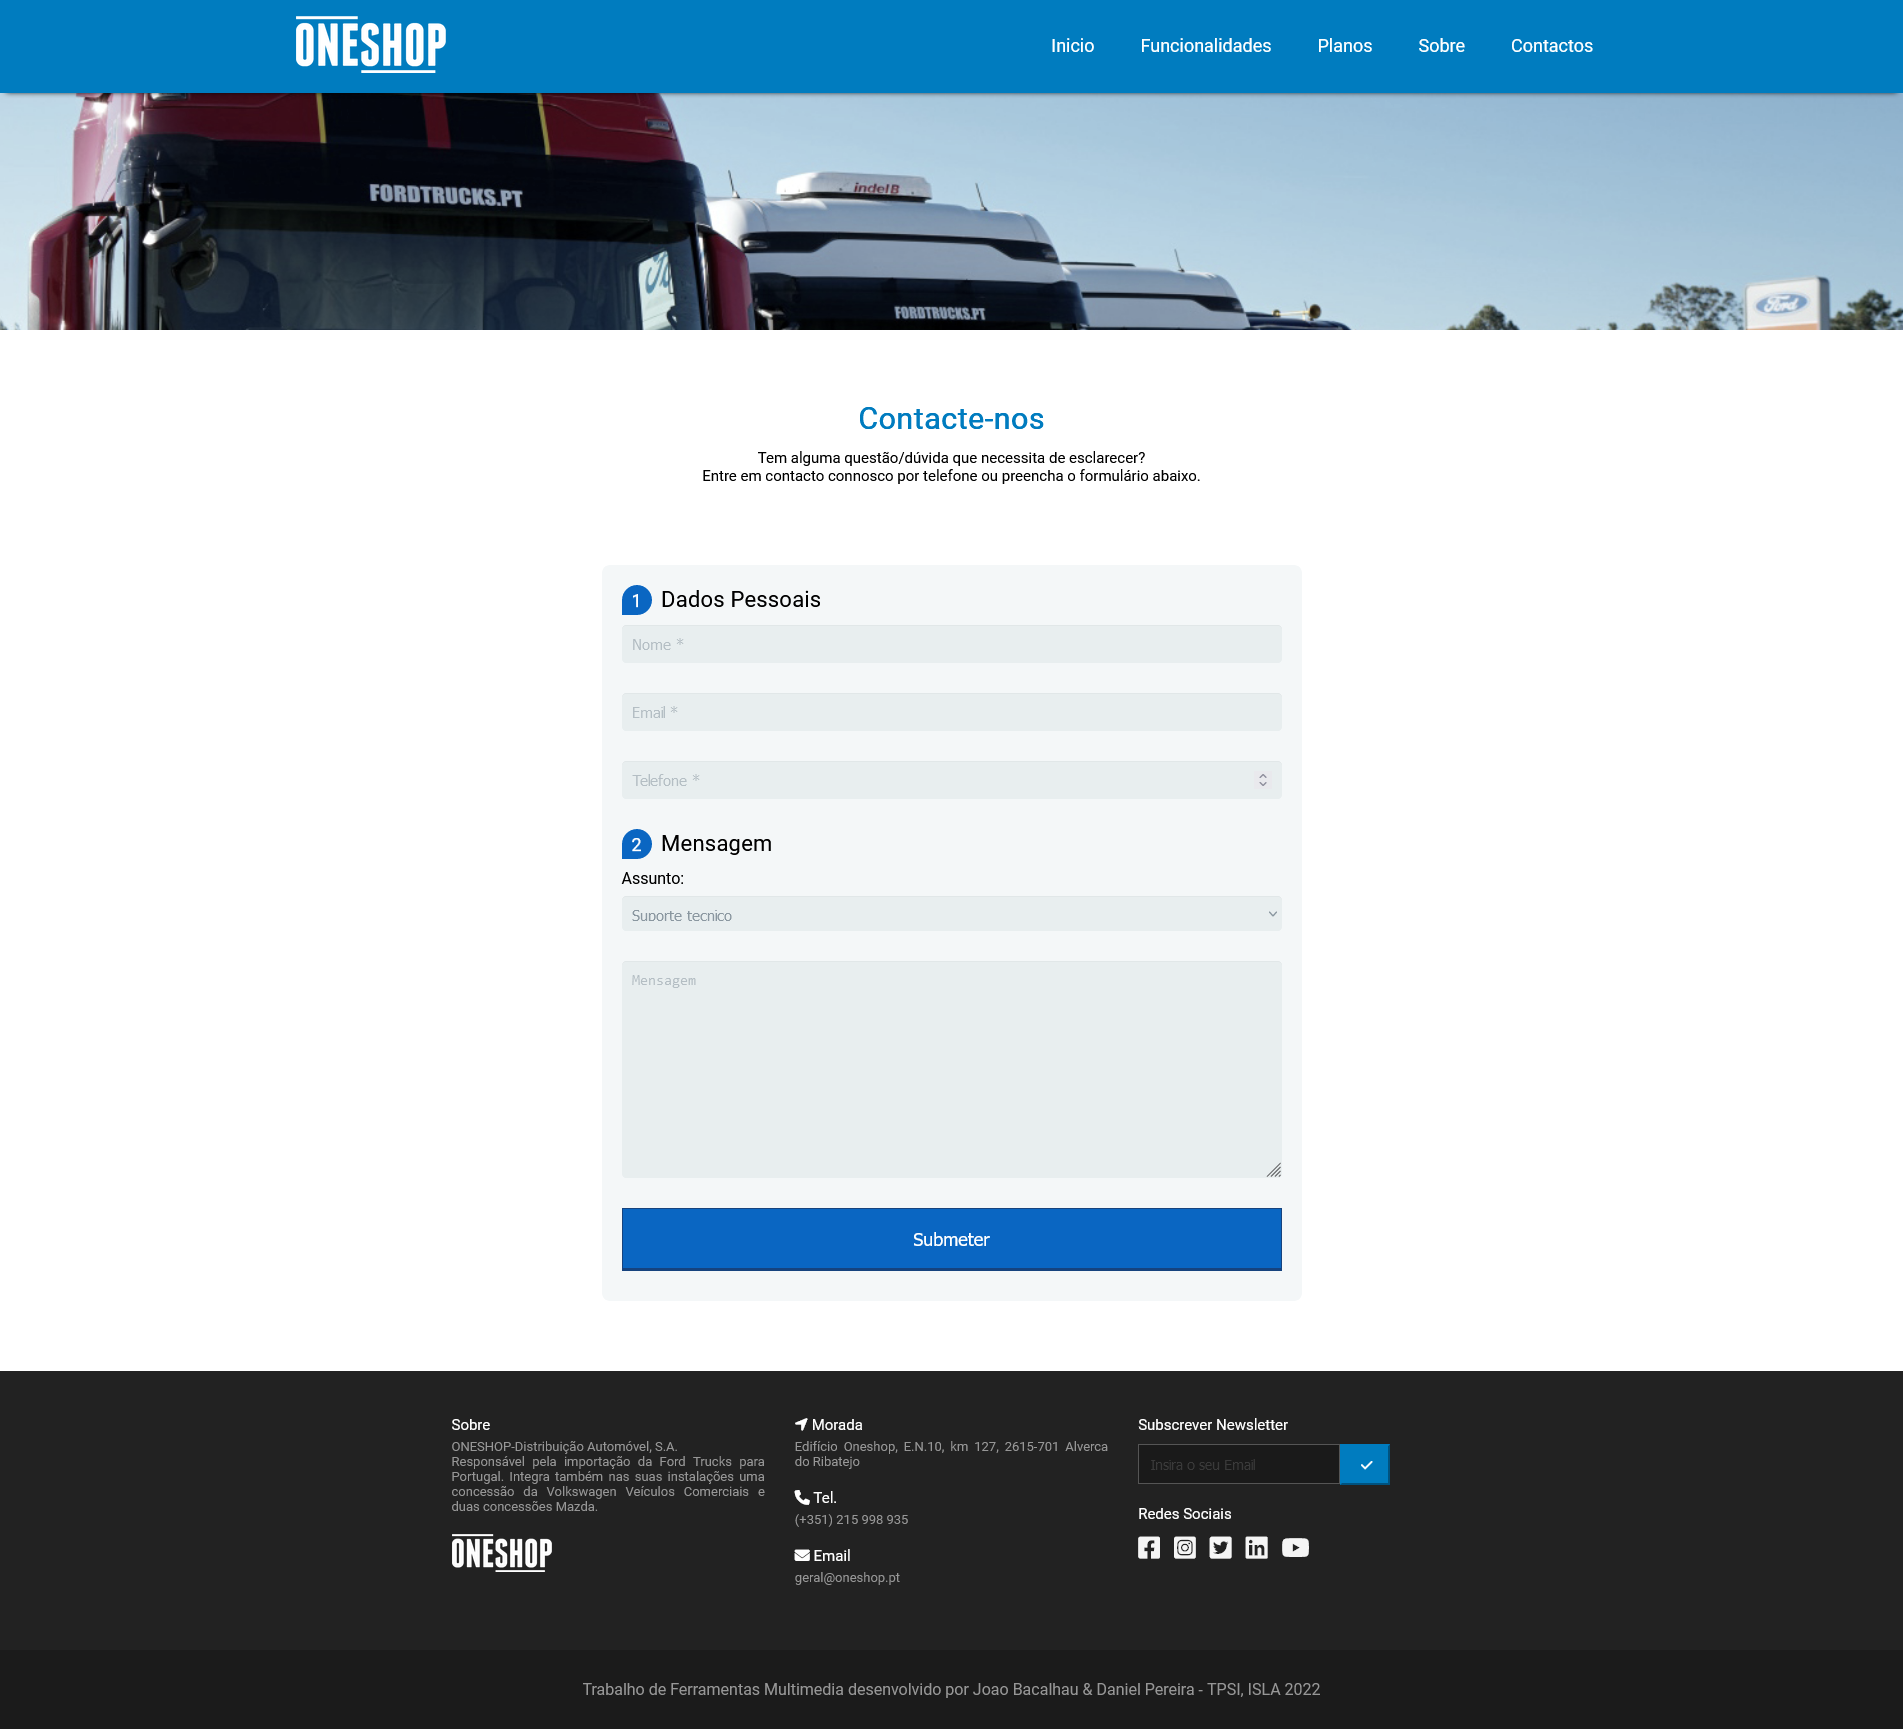 ONESHOP
Inicio
Funcionalidades
Planos
Sobre
Contactos
FORDTRUCKS.PT
indelB
FORDTRUCKS.PT
Ford
Contacte-nos
Tem alguma questão/dúvida que necessita de esclarecer?
Entre em contacto connosco por telefone ou preencha o formulário abaixo.
1 Dados Pessoais
Nome *
Email *
Telefone *
2 Mensagem
Assunto:
Suporte tecnico
Mensagem
Submeter
Sobre
ONESHOP-Distribuição Automóvel, S.A.
Responsável pela importação da Ford Trucks para
Portugal. Integra também nas suas instalações uma
concessão da Volkswagen Veículos Comerciais e
duas concessões Mazda.
ONESHOP
Morada
Edifício Oneshop, E.N.10, km 127, 2615-701 Alverca
do Ribatejo
Tel.
(+351) 215 998 935
Email
geral@oneshop.pt
Subscrever Newsletter
Insira o seu Email
Redes Sociais
Trabalho de Ferramentas Multimedia desenvolvido por Joao Bacalhau & Daniel Pereira - TPSI, ISLA 2022